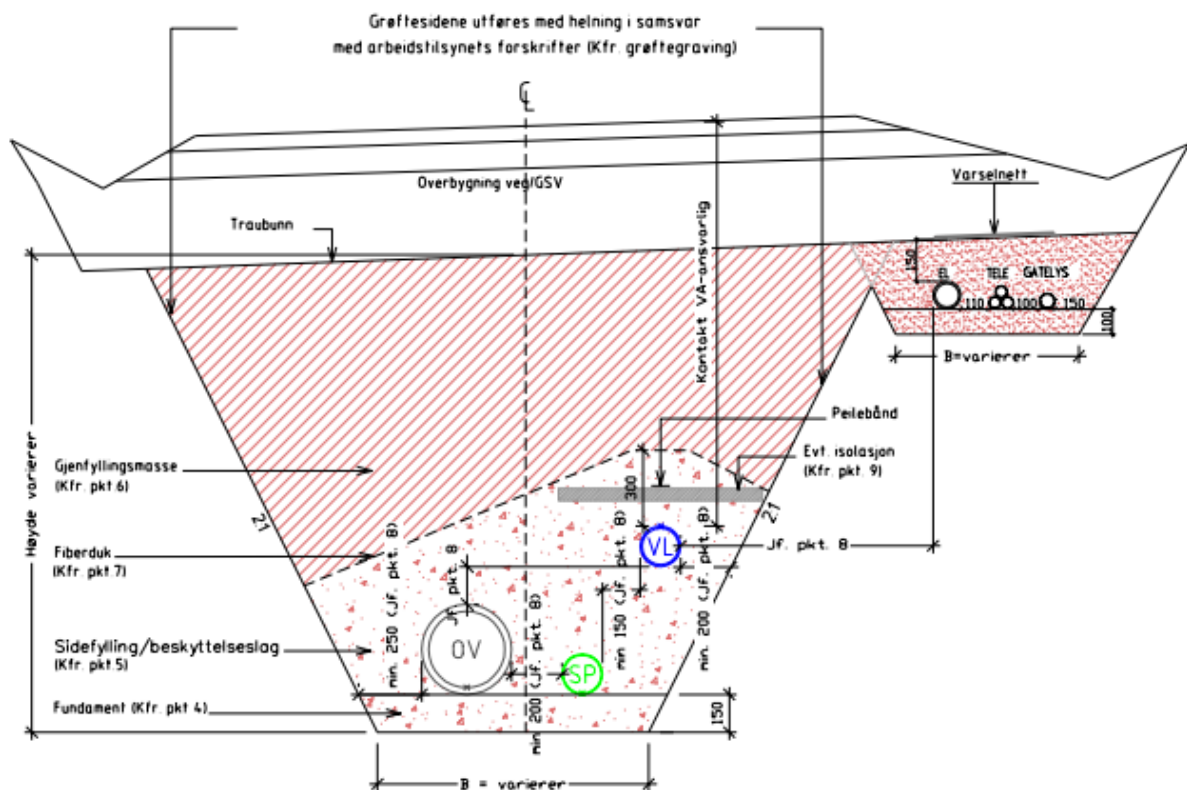 Grøftesidene utføres med helning i samsvar
med arbeidstilsynets forskrifter (Kfr. grøftegraving)
℄
Overbygning veg/GSV
Varselnett
Traubunn
Kontakt VA-ansvarlig
150
EL
TELE
GATELYS
110
100
150
100
B=varierer
Høyde varierer
Peilebånd
Evt. isolasjon
(Kfr. pkt. 9)
Gjenfyllingsmasse
(Kfr. pkt 6)
300
2:1
2:1
VL
Jf. pkt. 8
Fiberduk
(Kfr. pkt. 7)
min. 250 (Jf. pkt. 8)
Jf. pkt. 8
min. 200 (Jf. pkt. 8)
min 150 (Jf. pkt. 8)
min. 200 (Jf. pkt. 8)
Sidefylling/beskyttelseslag
(Kfr. pkt.5)
OV
SP
Fundament (Kfr. pkt 4)
150
B = varierer